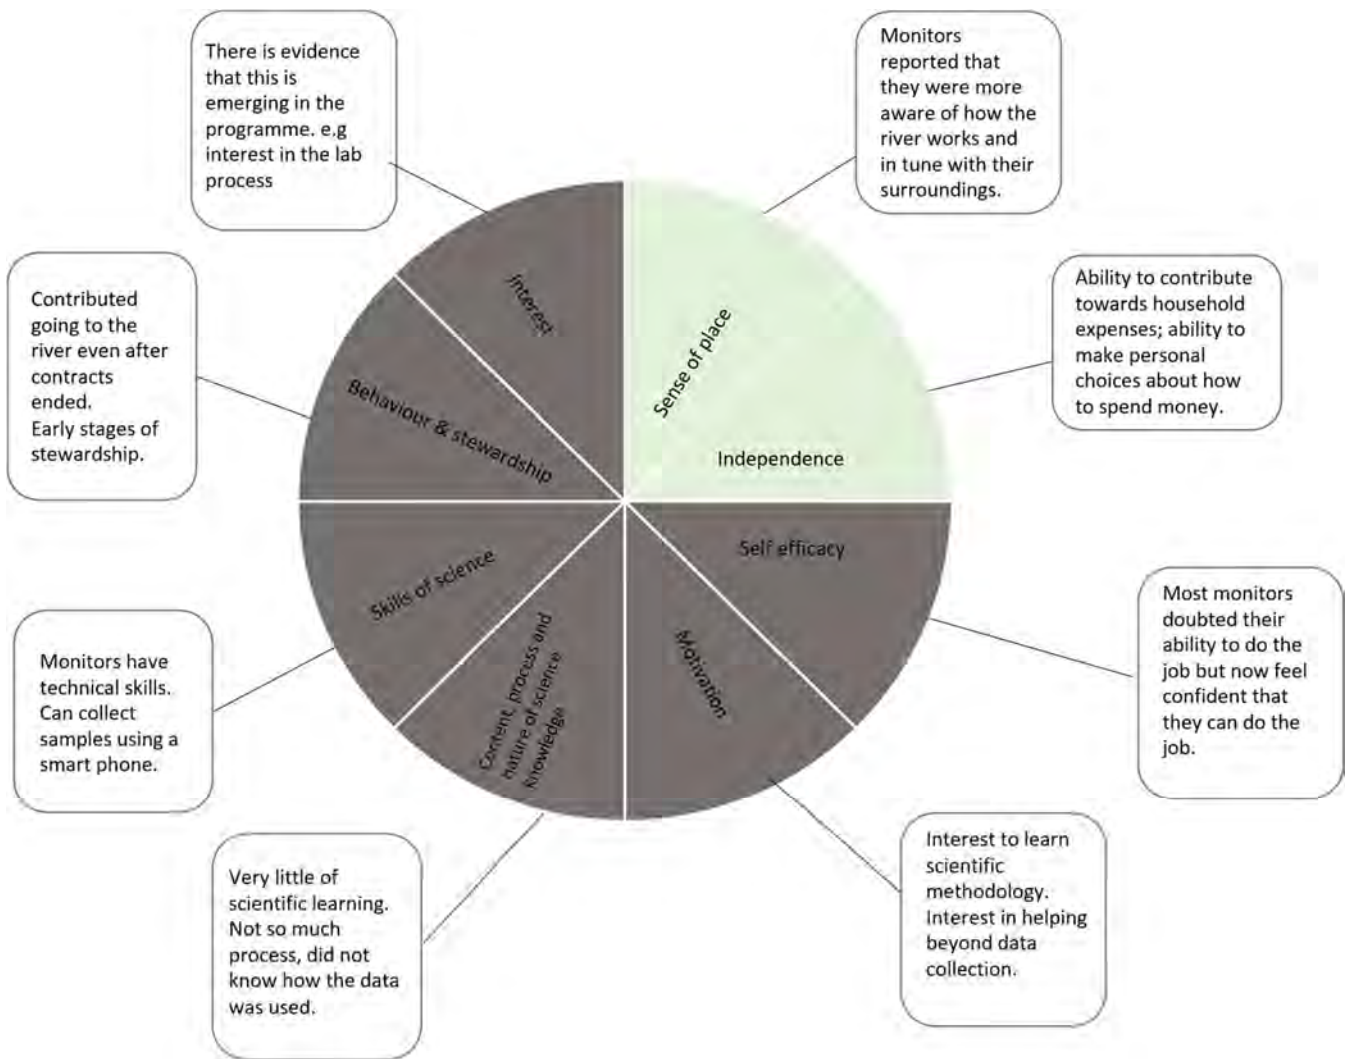 There is evidence
that this is
emerging in the
programme. e.g
interest in the lab
process
Monitors
reported that
they were more
aware of how the
river works and
in tune with their
surroundings.
Ability to contribute
towards household
expenses; ability to
make personal
choices about how
to spend money.
Most monitors
doubted their
ability to do the
job but now feel
confident that
they can do the
job.
Interest to learn
scientific
methodology.
Interest in helping
beyond data
collection.
Very little of
scientific learning.
Not so much
process, did not
know how the data
was used.
Monitors have
technical skills.
Can collect
samples using a
smart phone.
Contributed
going to the
river even after
contracts
ended.
Early stages of
stewardship.
Interest
Sense of place
Independence
Self efficacy
Motivation
Content, process and
nature of science
knowledge
Skills of science
Behaviour & stewardship